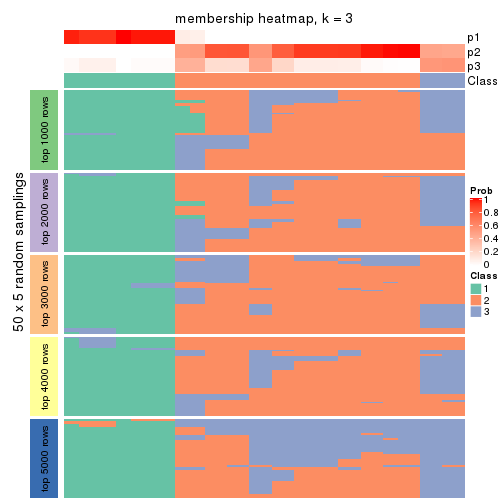 membership heatmap, k = 3
p1
p2
p3
Class
50 x 5 random samplings
top 1000 rows
top 2000 rows
top 3000 rows
top 4000 rows
top 5000 rows
Prob
1
0.8
0.6
0.4
0.2
0
Class
1
2
3